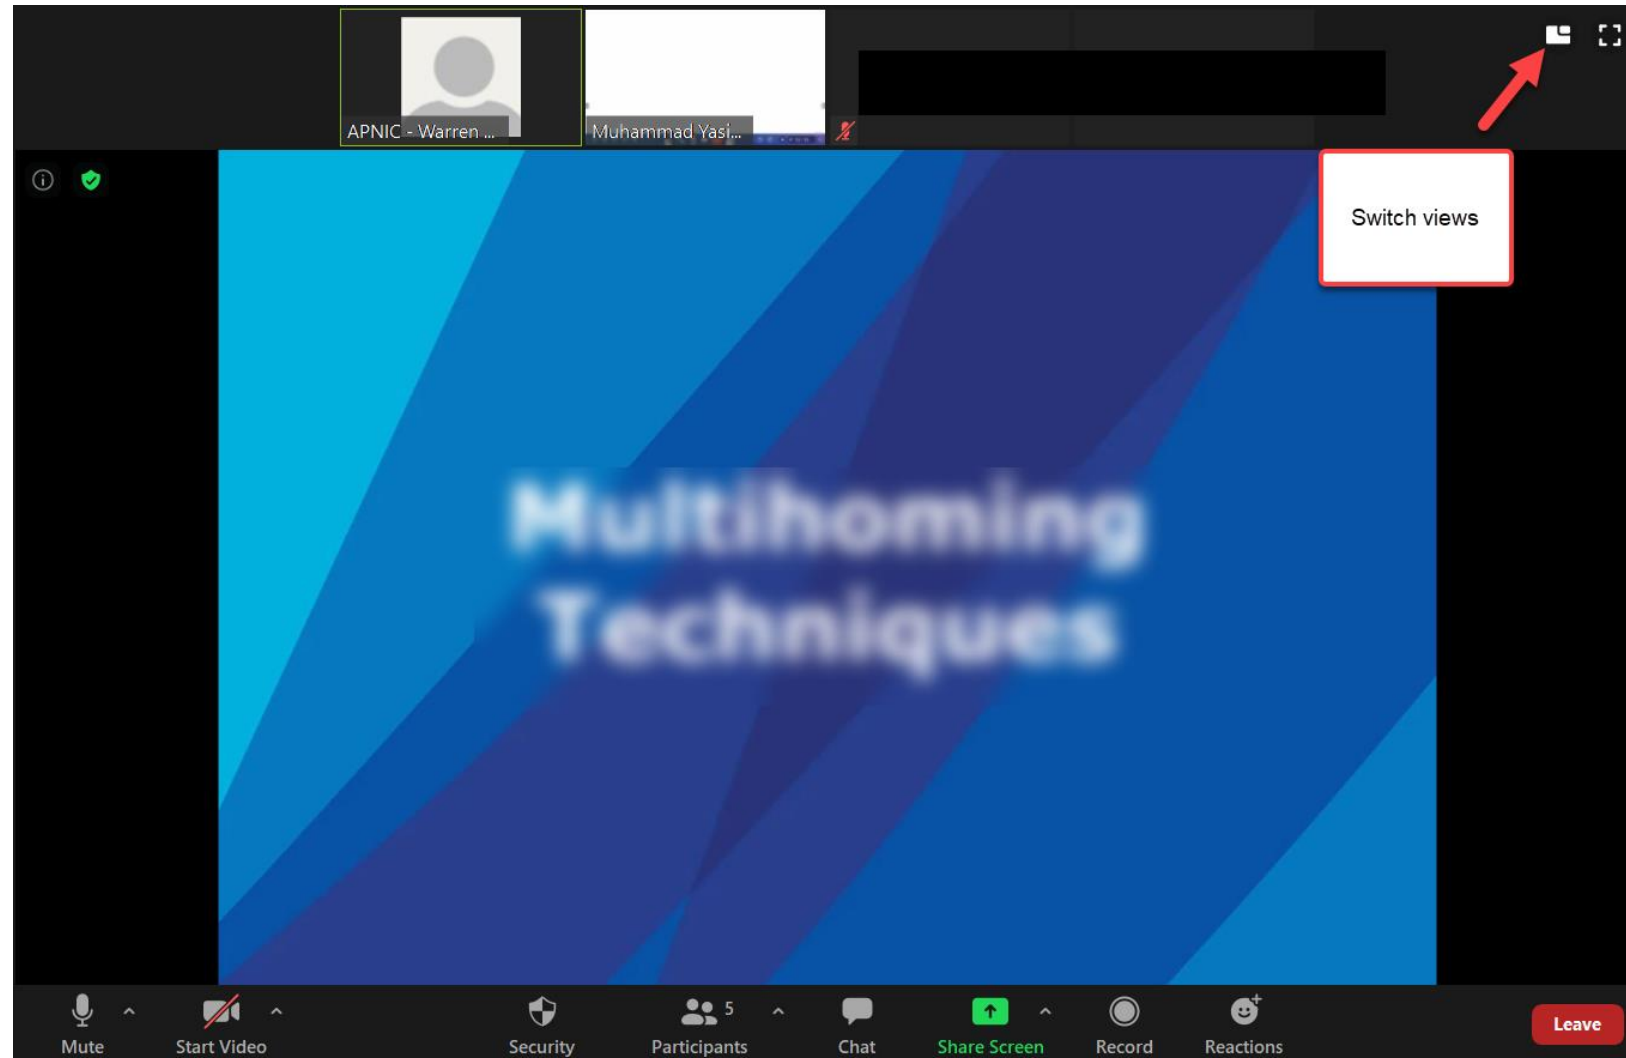 APNIC - Warren ...
Muhammad Yasi...
Switch views
Multihoming
Techniques
5
Mute
Start Video
Security
Participants
Chat
Share Screen
Record
Reactions
Leave